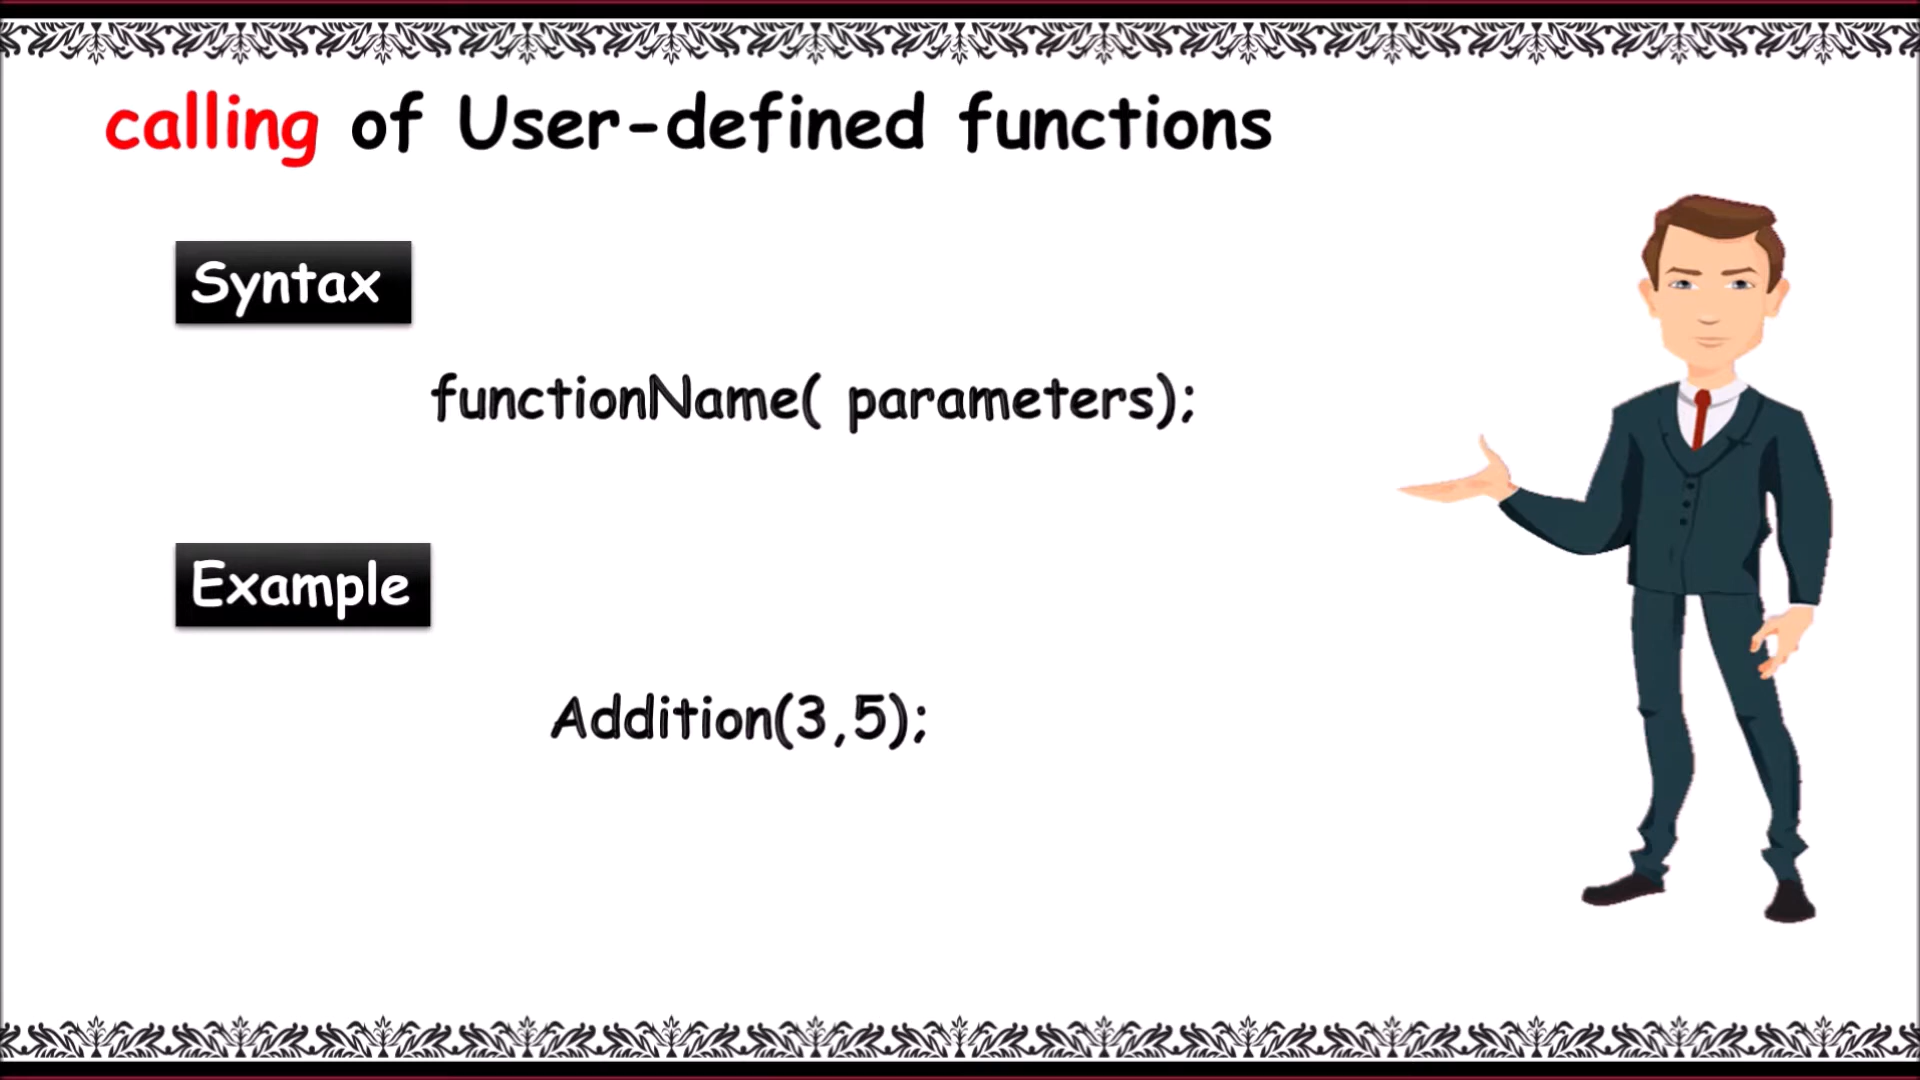 calling of User-defined functions
Syntax
functionName( parameters);
Example
Addition(3,5);